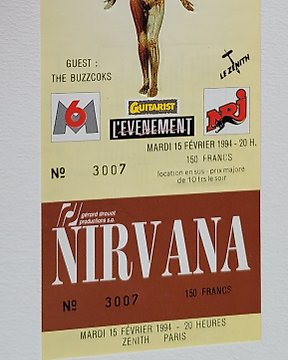 GUEST :
THE BUZZCOKS
LE ZÉNITH
M6
GUITARIST
NRJ
L'EVENEMENT
MARDI 15 FÉVRIER 1994 - 20 H.
150 FRANCS
location en sus - prix majoré
de 10 frs le soir
Nº 3007
gérard drouot
productions s.a.
NIRVANA
Nº 3007 150 FRANCS
MARDI 15 FÉVRIER 1994 - 20 HEURES
ZENITH PARIS